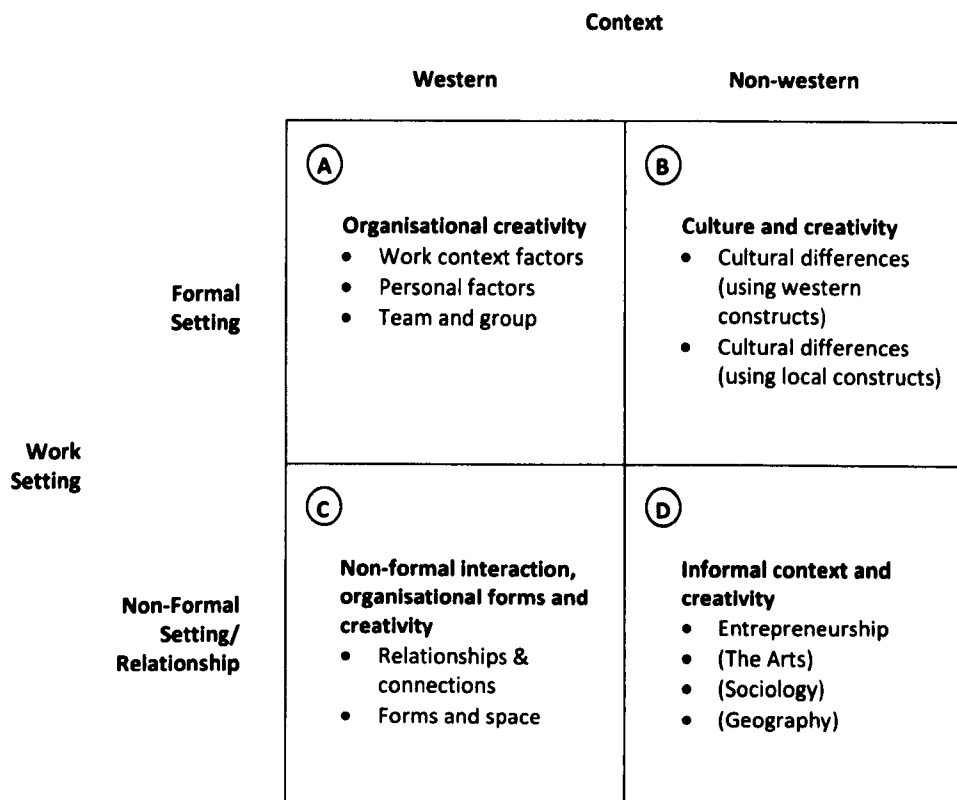 Context
Western
Non-western
Formal
Setting
Work
Setting
Non-Formal
Setting/
Relationship
A
Organisational creativity
• Work context factors
• Personal factors
• Team and group
B
Culture and creativity
• Cultural differences
(using western
constructs)
• Cultural differences
(using local constructs)
C
Non-formal interaction,
organisational forms and
creativity
• Relationships &
connections
• Forms and space
D
Informal context and
creativity
• Entrepreneurship
• (The Arts)
• (Sociology)
• (Geography)